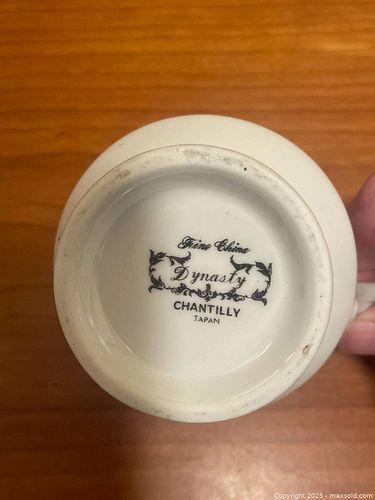 Fine China
Dynasty
CHANTILLY
JAPAN
Copyright 2025 - maxsold.com